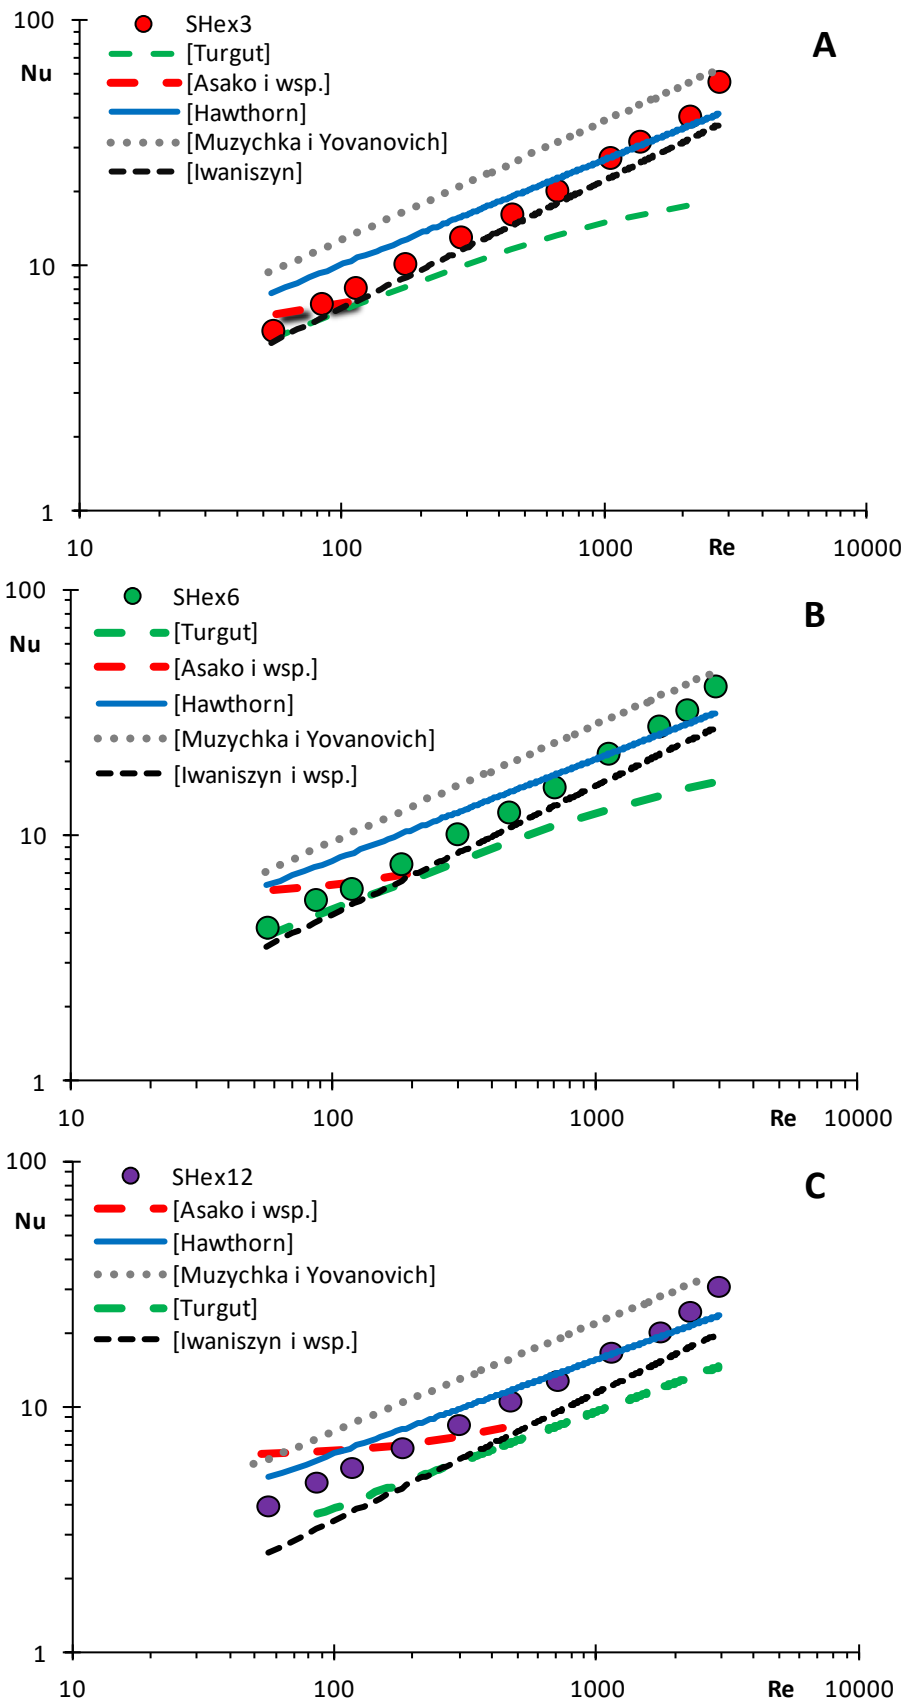 100
Nu
SHex3
[Turgut]
[Asako i wsp.]
[Hawthorn]
[Muzychka i Yovanovich]
[Iwaniszyn]
A
10
1
10 100 1000 Re 10000
100
Nu
SHex6
[Turgut]
[Asako i wsp.]
[Hawthorn]
[Muzychka i Yovanovich]
[Iwaniszyn i wsp.]
B
10
1
10 100 1000 Re 10000
100
Nu
SHex12
[Asako i wsp.]
[Hawthorn]
[Muzychka i Yovanovich]
[Turgut]
[Iwaniszyn i wsp.]
C
10
1
10 100 1000 Re 10000